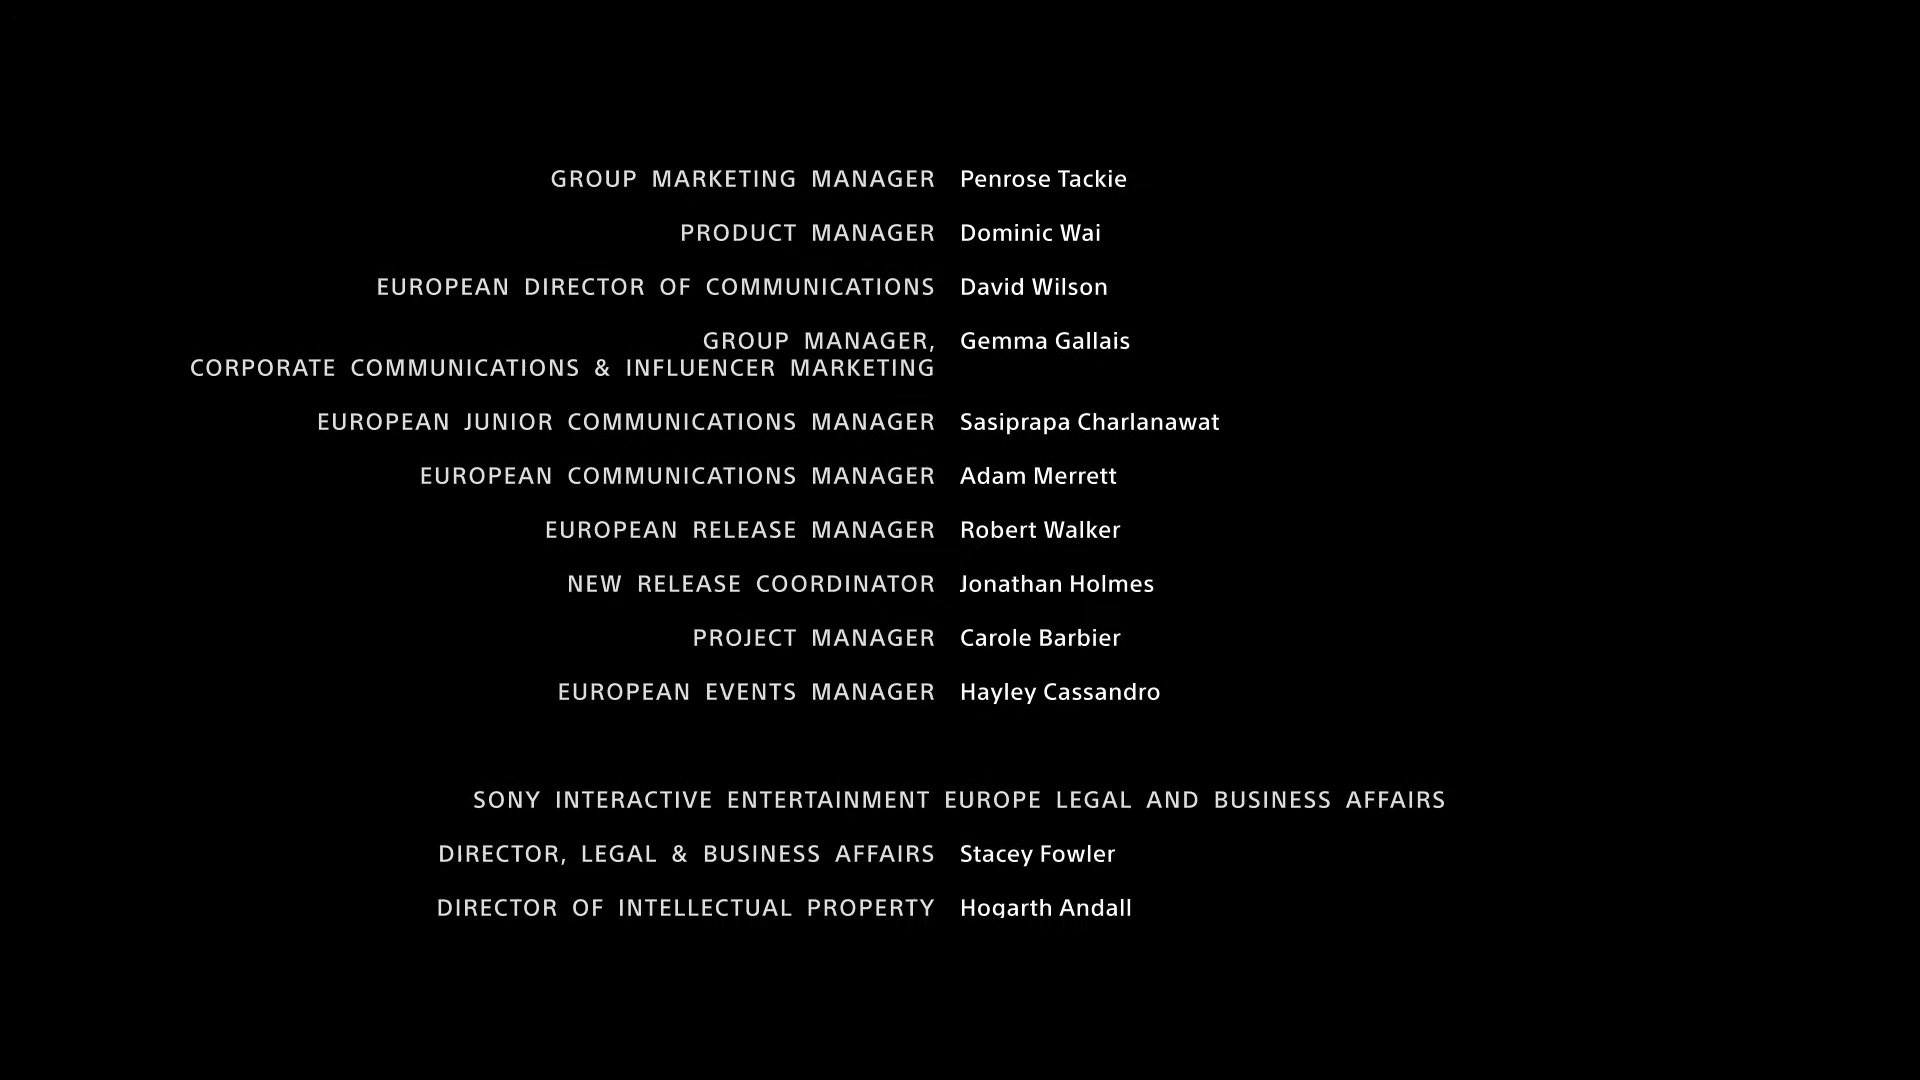 GROUP MARKETING MANAGER Penrose Tackie
PRODUCT MANAGER Dominic Wai
EUROPEAN DIRECTOR OF COMMUNICATIONS David Wilson
GROUP MANAGER, Gemma Gallais
CORPORATE COMMUNICATIONS & INFLUENCER MARKETING
EUROPEAN JUNIOR COMMUNICATIONS MANAGER Sasiprapa Charlanawat
EUROPEAN COMMUNICATIONS MANAGER Adam Merrett
EUROPEAN RELEASE MANAGER Robert Walker
NEW RELEASE COORDINATOR Jonathan Holmes
PROJECT MANAGER Carole Barbier
EUROPEAN EVENTS MANAGER Hayley Cassandro
SONY INTERACTIVE ENTERTAINMENT EUROPE LEGAL AND BUSINESS AFFAIRS
DIRECTOR, LEGAL & BUSINESS AFFAIRS Stacey Fowler
DIRECTOR OF INTELLECTUAL PROPERTY Hogarth Andall